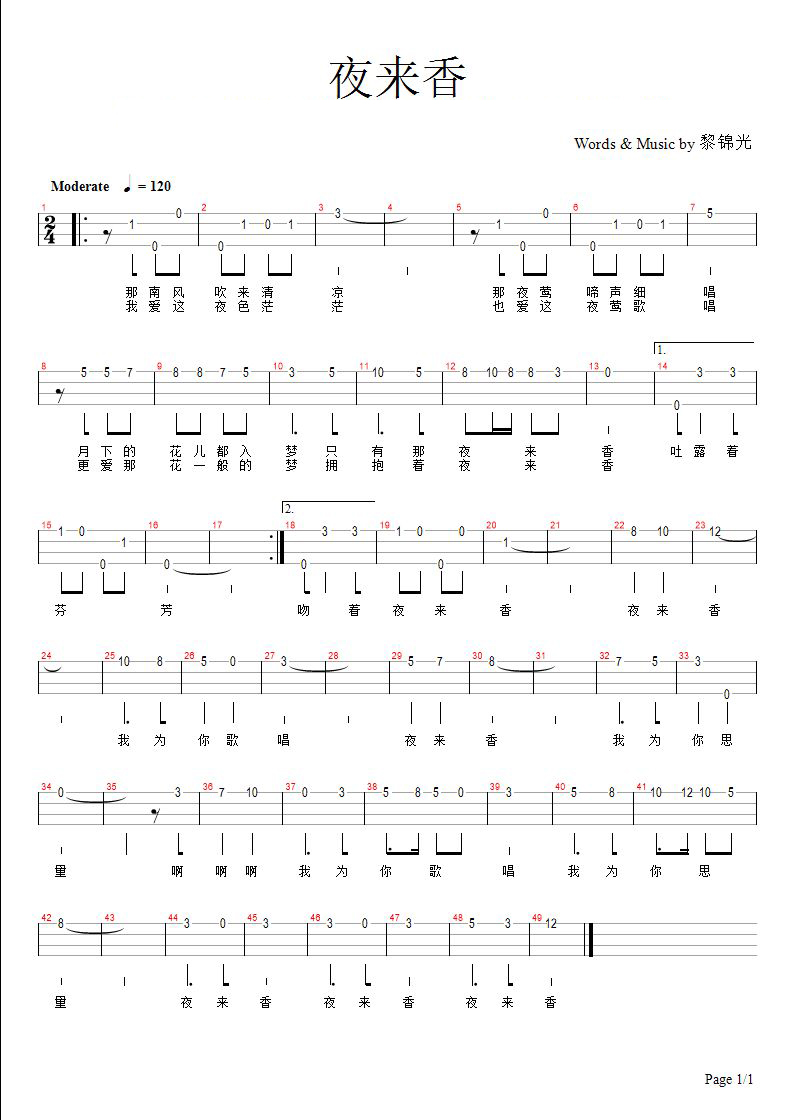 夜来香
Words & Music by 黎锦光
Moderate ♩ = 120
1 2 3 4 5 6 7
2/4 1 0 0 0 1 0 1 3 1 0 0 0 1 0 1 5
那 南 风 吹 来 清 凉 那 夜 莺 啼 声 细 唱
我 爱 这 夜 色 茫 茫 也 爱 这 夜 莺 歌 唱
1.
8 9 10 11 12 13 14
5 5 7 8 8 7 5 3 5 10 5 8 10 8 8 3 0 0 3 3
月 下 的 花 儿 都 入 梦 只 有 那 夜 来 香 吐 露 着
更 爱 那 花 一 般 的 梦 拥 抱 着 夜 来 香
2.
15 16 17 18 19 20 21 22 23
1 0 0 1 0 0 3 3 1 0 0 0 1 8 10 12
芬 芳 吻 着 夜 来 香 夜 来 香
24 25 26 27 28 29 30 31 32 33
10 8 5 0 3 5 7 8 7 5 3 0
我 为 你 歌 唱 夜 来 香 我 为 你 思
34 35 36 37 38 39 40 41
0 3 7 10 0 3 5 8 5 0 3 5 8 10 12 10 5
量 啊 啊 啊 我 为 你 歌 唱 我 为 你 思
42 43 44 45 46 47 48 49
8 3 0 3 3 0 3 5 3 12
量 夜 来 香 夜 来 香 夜 来 香
Page 1/1